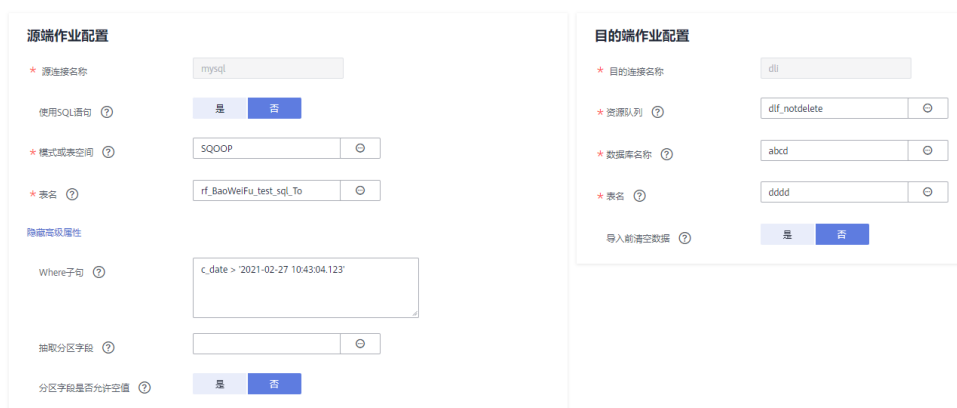 源端作业配置
* 源连接名称 mysql
使用SQL语句 是 否
* 模式或表空间 SQOOP
* 表名 rf_BaoWeiFu_test_sql_To
隐藏高级属性
Where子句 c_date > '2021-02-27 10:43:04.123'
抽取分区字段
分区字段是否允许空值 是 否
目的端作业配置
* 目的连接名称 dli
* 资源队列 dlf_notdelete
* 数据库名称 abcd
* 表名 dddd
导入前清空数据 是 否